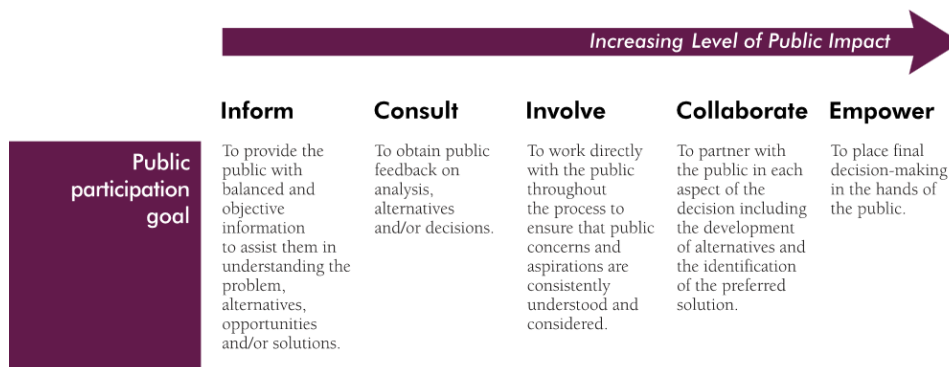 Increasing Level of Public Impact
Inform
Consult
Involve
Collaborate
Empower
Public
participation
goal
To provide the
public with
balanced and
objective
information
to assist them in
understanding the
problem,
alternatives,
opportunities
and/or solutions.
To obtain public
feedback on
analysis,
alternatives
and/or decisions.
To work directly
with the public
throughout
the process to
ensure that public
concerns and
aspirations are
consistently
understood and
considered.
To partner with
the public in each
aspect of the
decision including
the development
of alternatives and
the identification
of the preferred
solution.
To place final
decision-making
in the hands of
the public.